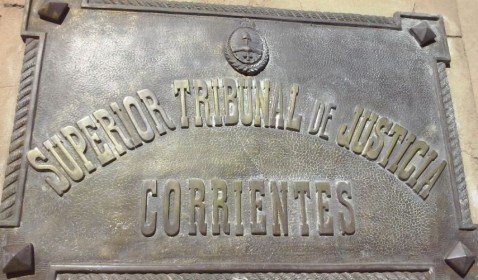 SUPERIOR TRIBUNAL DE JUSTICIA
CORRIENTES